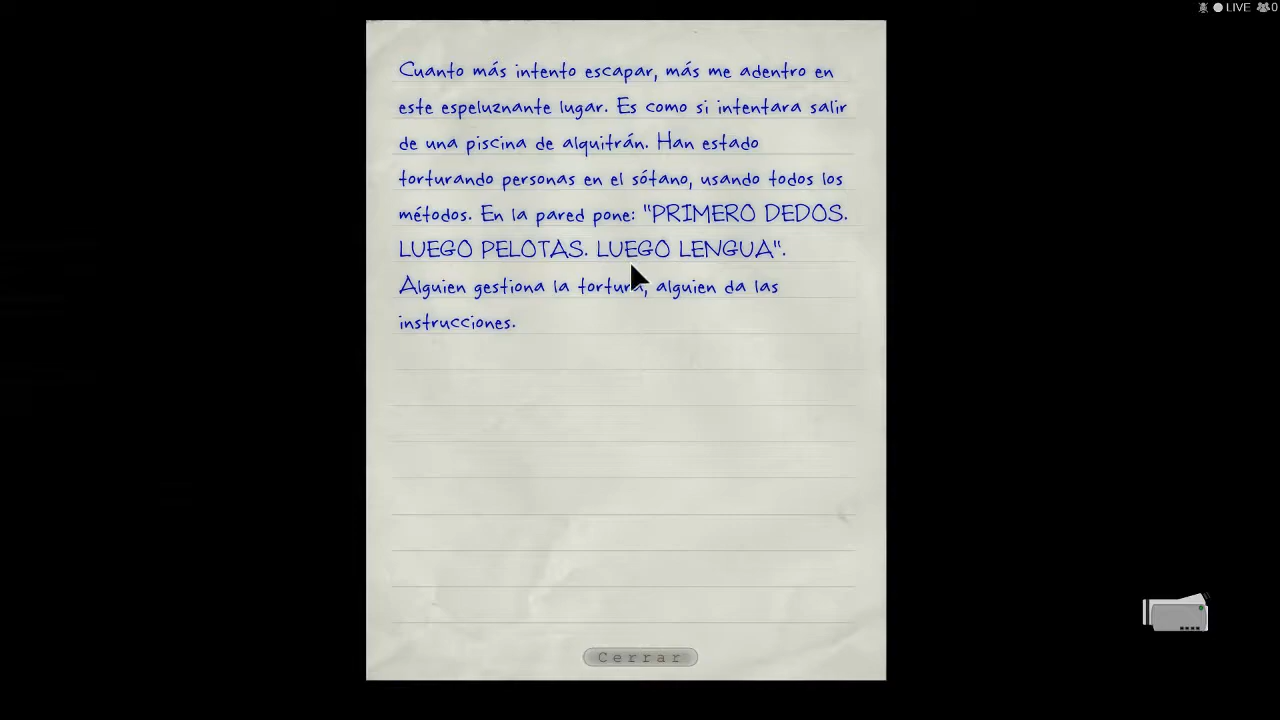 LIVE 0
Cuanto más intento escapar, más me adentro en
este espeluznante lugar. Es como si intentara salir
de una piscina de alquitrán. Han estado
torturando personas en el sótano, usando todos los
métodos. En la pared pone: "PRIMERO DEDOS.
LUEGO PELOTAS. LUEGO LENGUA".
Alguien gestiona la tortura, alguien da las
instrucciones.
Cerrar